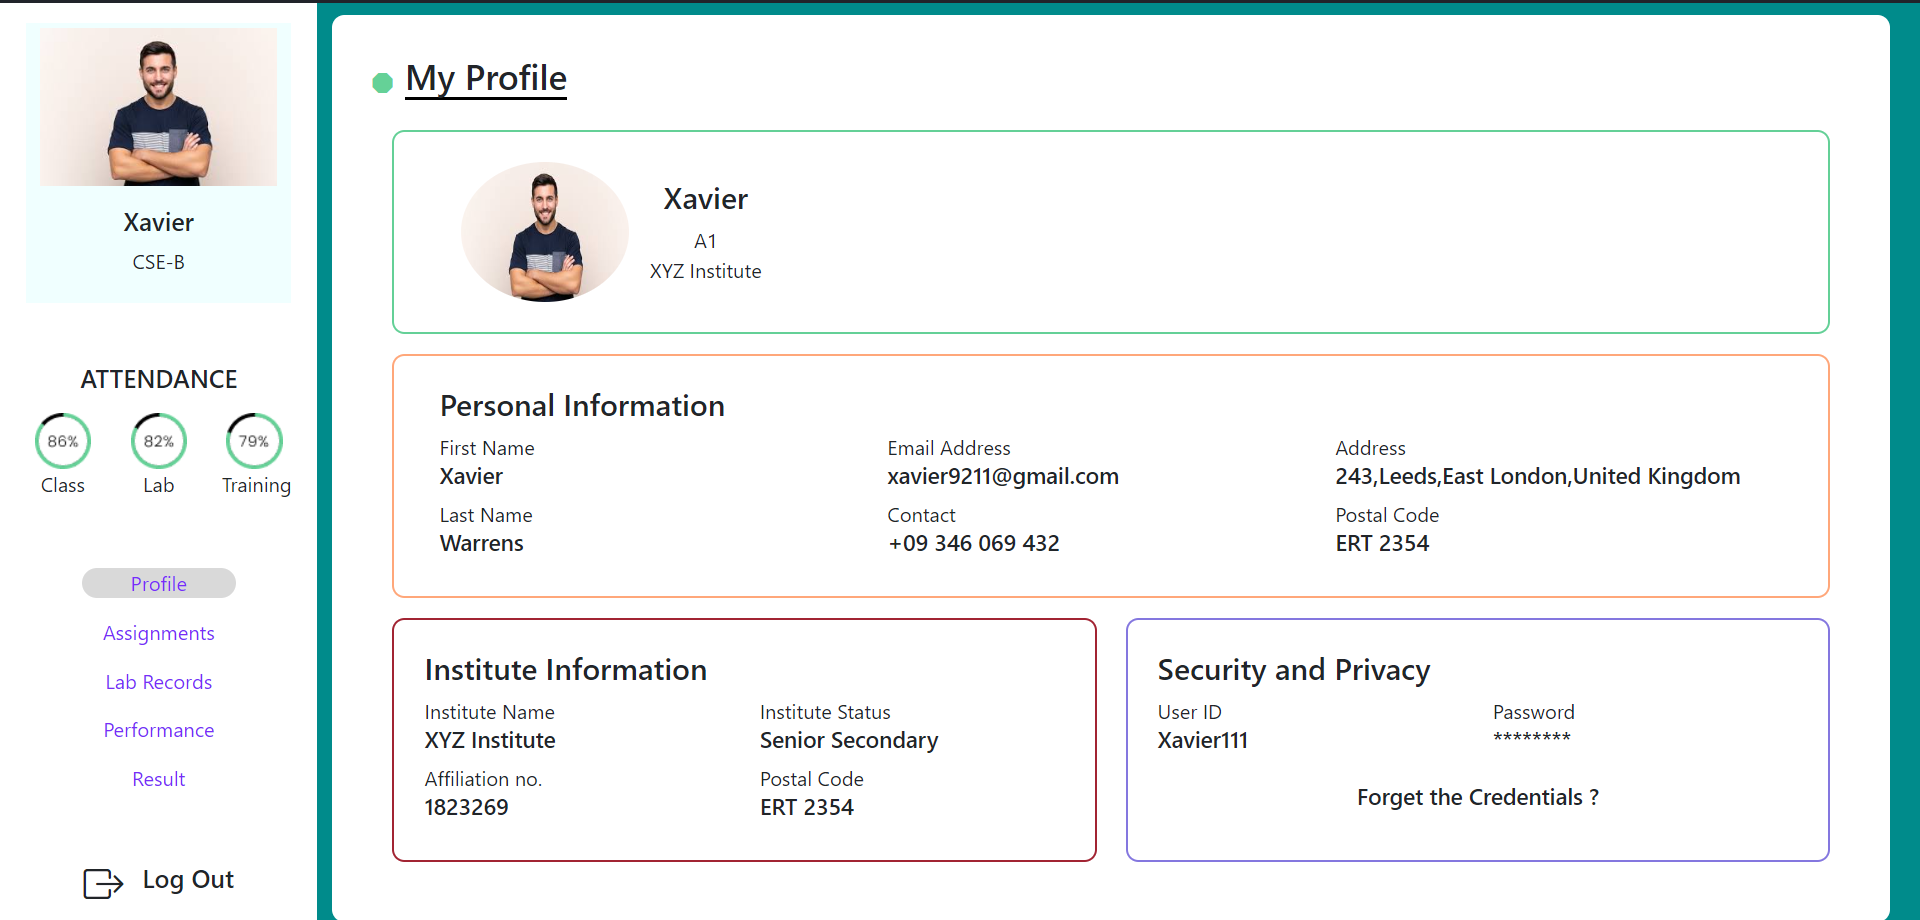 Xavier
CSE-B
ATTENDANCE
86% 82% 79%
Class Lab Training
Profile
Assignments
Lab Records
Performance
Result
Log Out
My Profile
Xavier
A1
XYZ Institute
Personal Information
First Name Email Address Address
Xavier xavier9211@gmail.com 243,Leeds,East London,United Kingdom
Last Name Contact Postal Code
Warrens +09 346 069 432 ERT 2354
Institute Information
Institute Name Institute Status
XYZ Institute Senior Secondary
Affiliation no. Postal Code
1823269 ERT 2354
Security and Privacy
User ID Password
Xavier111 ********
Forget the Credentials ?